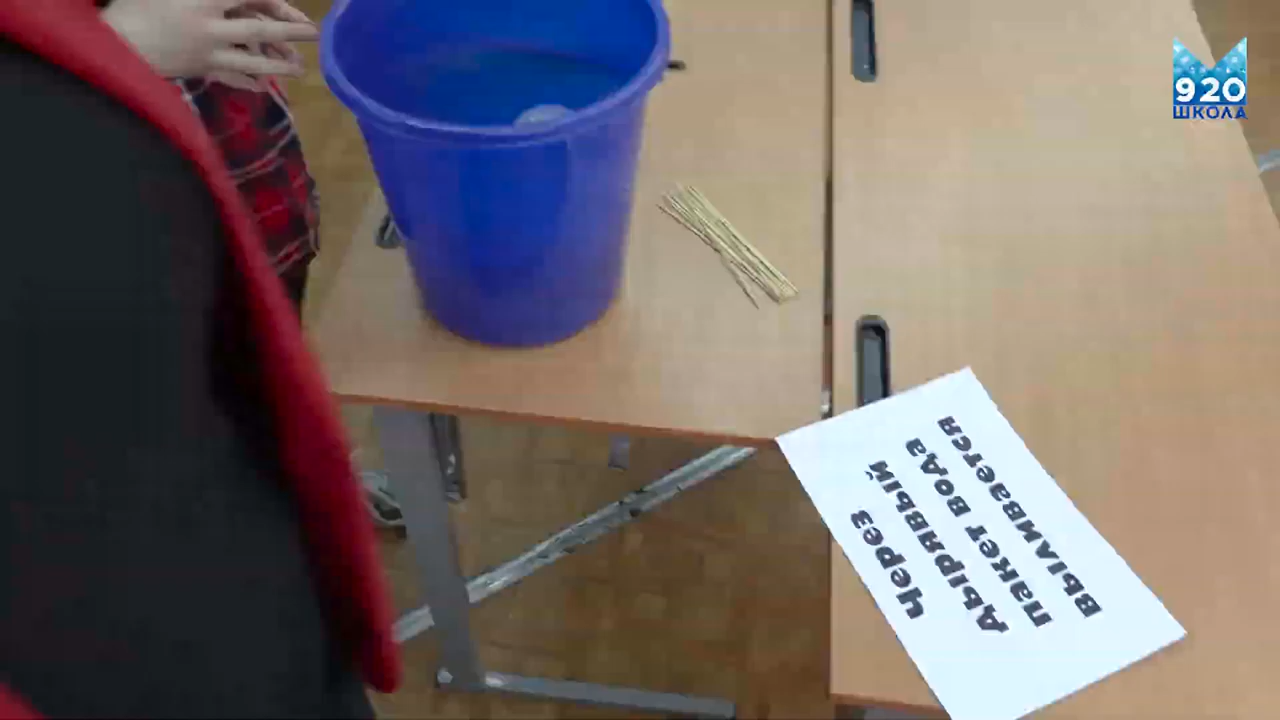 920
ШКОЛА
Через
дырявый
пакет вода
выливается